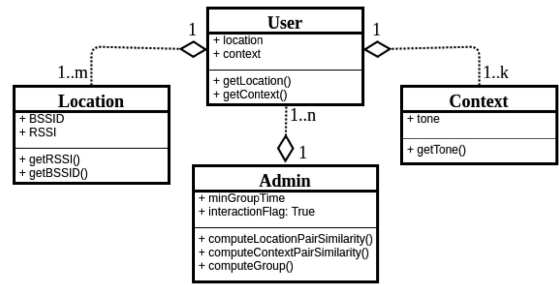 User
+ location
+ context
+ getLocation()
+ getContext()
1
1
1..m
1..k
Location
+ BSSID
+ RSSI
+ getRSSI()
+ getBSSID()
Context
+ tone
+ getTone()
1..n
1
Admin
+ minGroupTime
+ interactionFlag: True
+ computeLocationPairSimilarity()
+ computeContextPairSimilarity()
+ computeGroup()